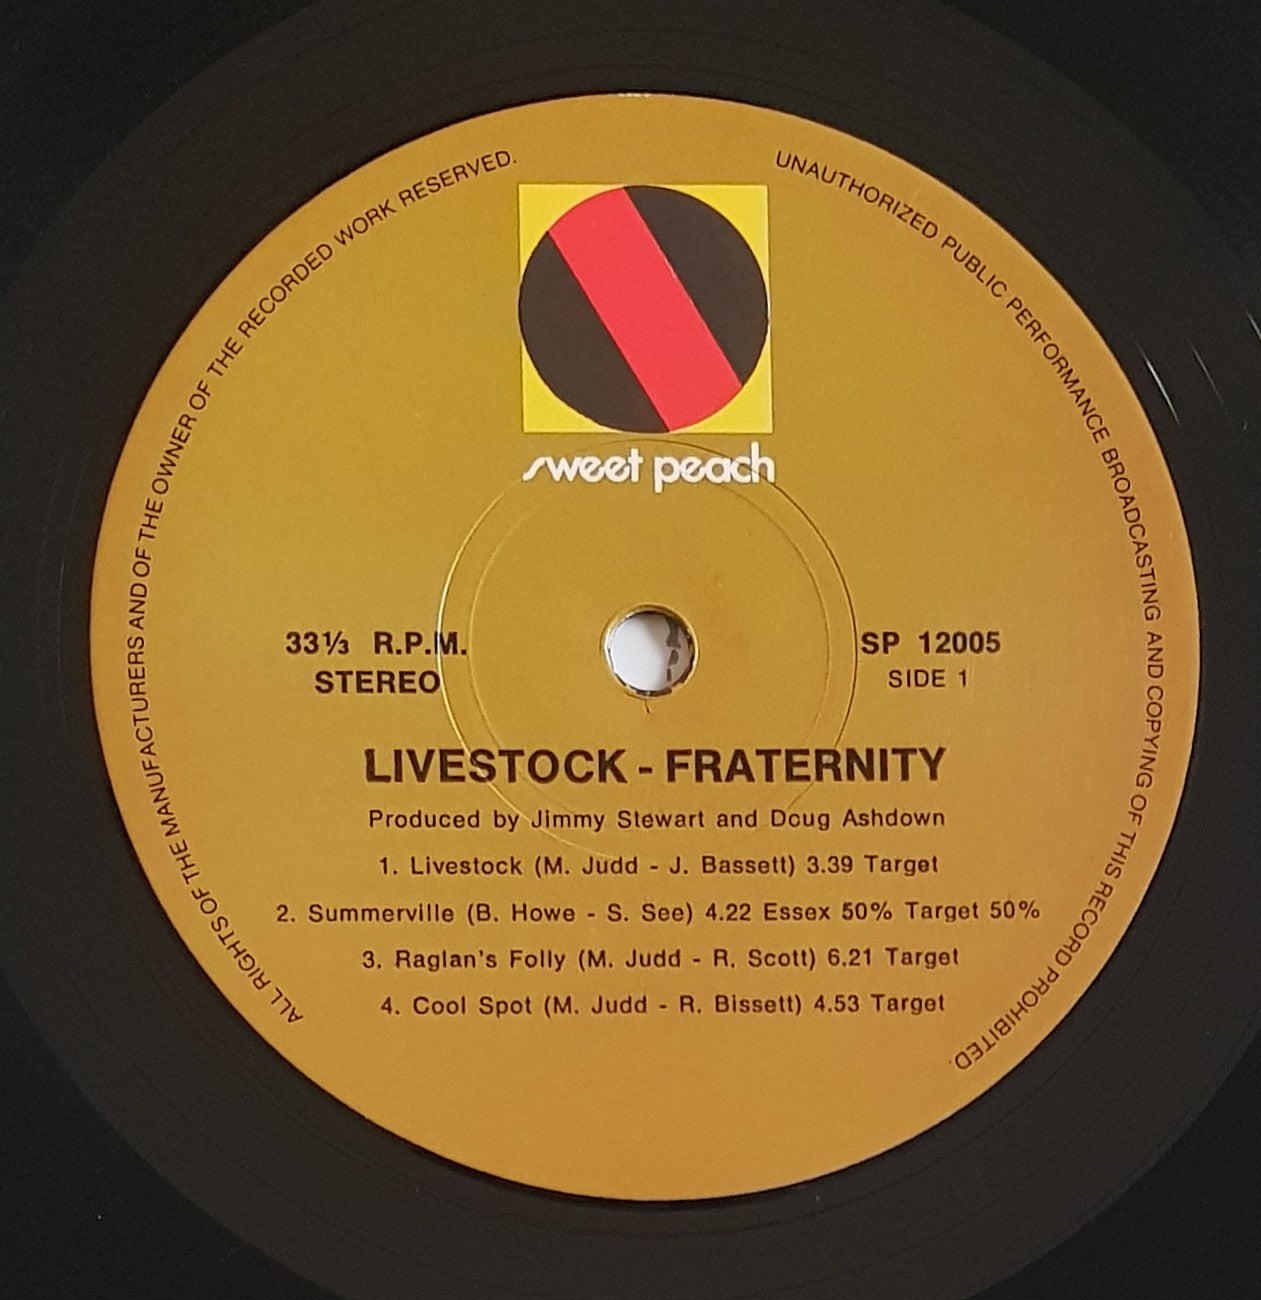 ALL RIGHTS OF THE MANUFACTURERS AND OF THE OWNER OF THE RECORDED WORK RESERVED.
UNAUTHORIZED PUBLIC PERFORMANCE BROADCASTING AND COPYING OF THIS RECORD PROHIBITED.
sweet peach
33⅓ R.P.M.
STEREO
SP 12005
SIDE 1
LIVESTOCK - FRATERNITY
Produced by Jimmy Stewart and Doug Ashdown
1. Livestock (M. Judd - J. Bassett) 3.39 Target
2. Summerville (B. Howe - S. See) 4.22 Essex 50% Target 50%
3. Raglan's Folly (M. Judd - R. Scott) 6.21 Target
4. Cool Spot (M. Judd - R. Bissett) 4.53 Target